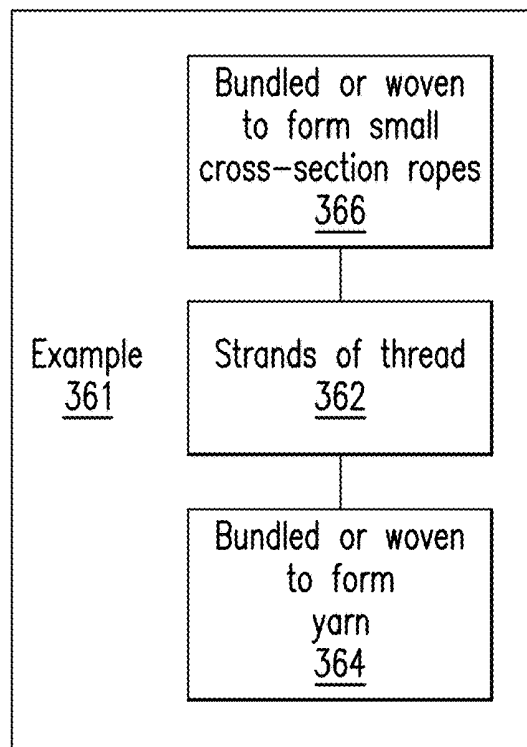 Bundled or woven
to form small
cross-section ropes
366
Example
361
Strands of thread
362
Bundled or woven
to form
yarn
364